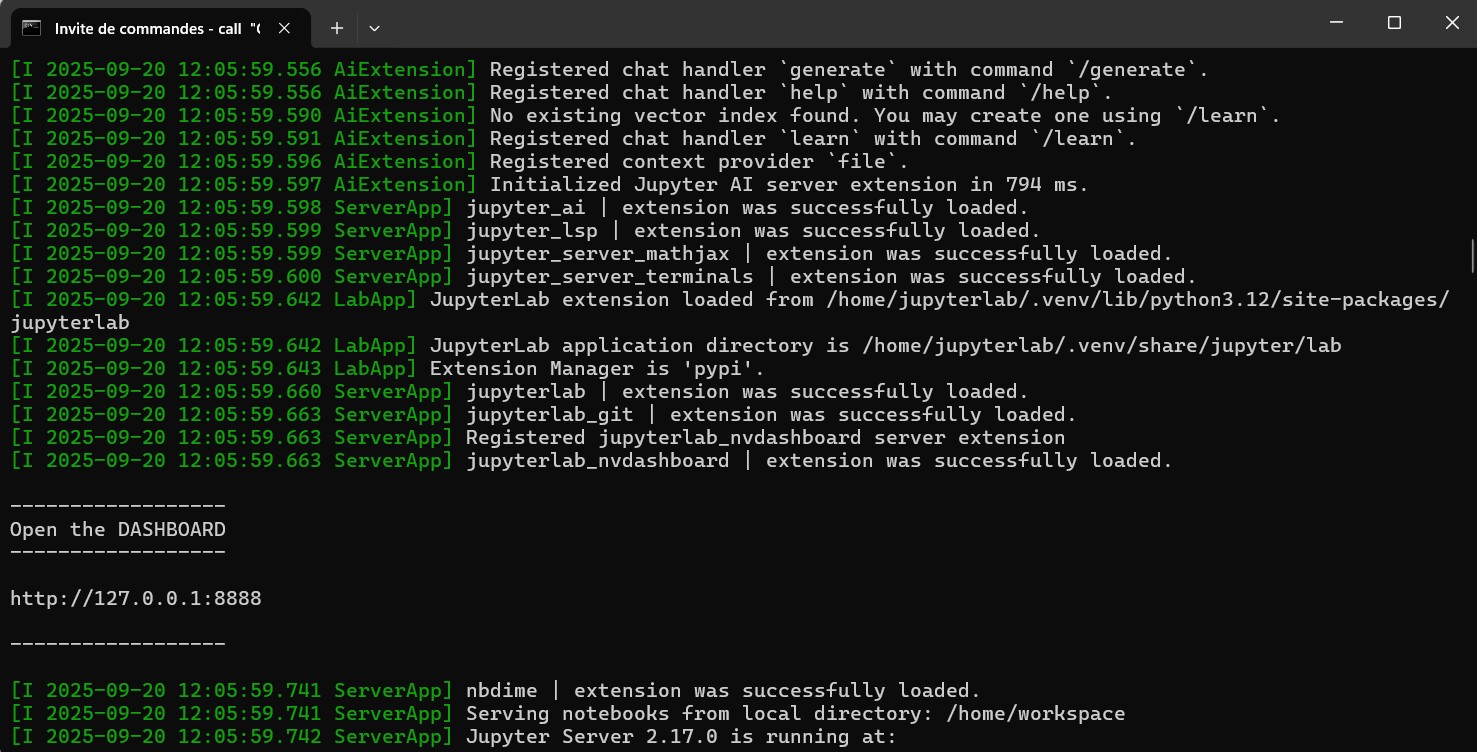 Invite de commandes - call "C
[I 2025-09-20 12:05:59.556 AiExtension] Registered chat handler `generate` with command `/generate`.
[I 2025-09-20 12:05:59.556 AiExtension] Registered chat handler `help` with command `/help`.
[I 2025-09-20 12:05:59.590 AiExtension] No existing vector index found. You may create one using `/learn`.
[I 2025-09-20 12:05:59.591 AiExtension] Registered chat handler `learn` with command `/learn`.
[I 2025-09-20 12:05:59.596 AiExtension] Registered context provider `file`.
[I 2025-09-20 12:05:59.597 AiExtension] Initialized Jupyter AI server extension in 794 ms.
[I 2025-09-20 12:05:59.598 ServerApp] jupyter_ai | extension was successfully loaded.
[I 2025-09-20 12:05:59.599 ServerApp] jupyter_lsp | extension was successfully loaded.
[I 2025-09-20 12:05:59.599 ServerApp] jupyter_server_mathjax | extension was successfully loaded.
[I 2025-09-20 12:05:59.600 ServerApp] jupyter_server_terminals | extension was successfully loaded.
[I 2025-09-20 12:05:59.642 LabApp] JupyterLab extension loaded from /home/jupyterlab/.venv/lib/python3.12/site-packages/
jupyterlab
[I 2025-09-20 12:05:59.642 LabApp] JupyterLab application directory is /home/jupyterlab/.venv/share/jupyter/lab
[I 2025-09-20 12:05:59.643 LabApp] Extension Manager is 'pypi'.
[I 2025-09-20 12:05:59.660 ServerApp] jupyterlab | extension was successfully loaded.
[I 2025-09-20 12:05:59.663 ServerApp] jupyterlab_git | extension was successfully loaded.
[I 2025-09-20 12:05:59.663 ServerApp] Registered jupyterlab_nvdashboard server extension
[I 2025-09-20 12:05:59.663 ServerApp] jupyterlab_nvdashboard | extension was successfully loaded.
------------------
Open the DASHBOARD
------------------
http://127.0.0.1:8888
------------------
[I 2025-09-20 12:05:59.741 ServerApp] nbdime | extension was successfully loaded.
[I 2025-09-20 12:05:59.741 ServerApp] Serving notebooks from local directory: /home/workspace
[I 2025-09-20 12:05:59.742 ServerApp] Jupyter Server 2.17.0 is running at: